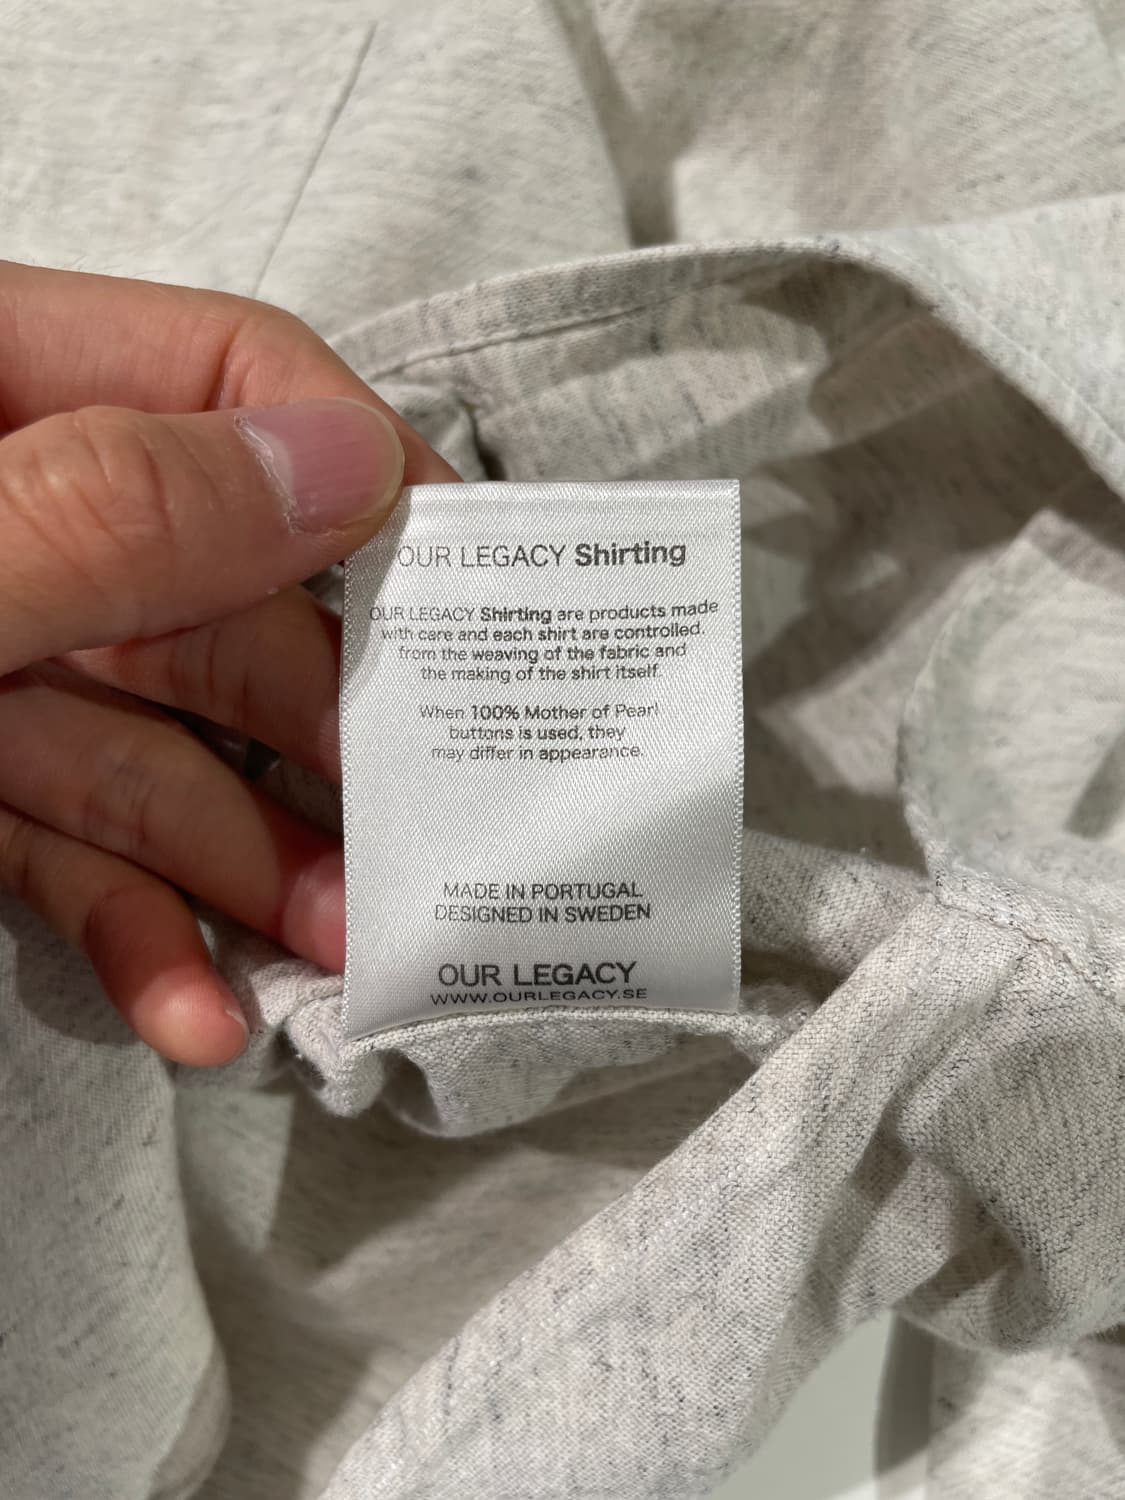 OUR LEGACY Shirting
OUR LEGACY Shirting are products made
with care and each shirt are controlled.
from the weaving of the fabric and
the making of the shirt itself.
When 100% Mother of Pearl
buttons is used, they
may differ in appearance.
MADE IN PORTUGAL
DESIGNED IN SWEDEN
OUR LEGACY
WWW.OURLEGACY.SE